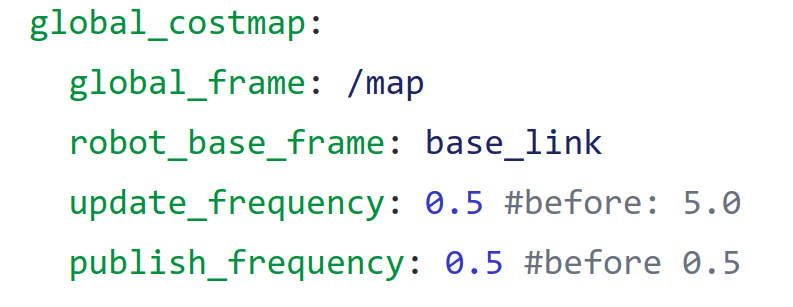 global_costmap:
  global_frame: /map
  robot_base_frame: base_link
  update_frequency: 0.5 #before: 5.0
  publish_frequency: 0.5 #before 0.5